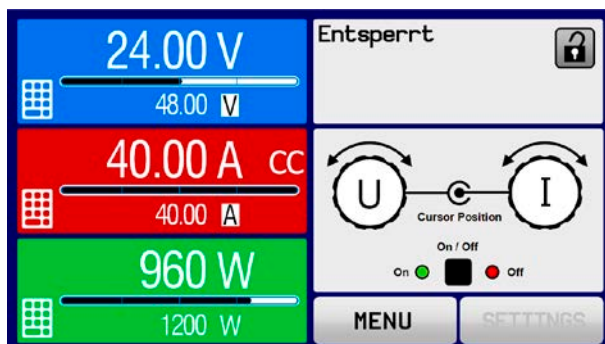 24.00 V
48.00 V
40.00 A CC
40.00 A
960 W
1200 W
Entsperrt
U
I
Cursor Position
On / Off
On
Off
MENU
SETTINGS